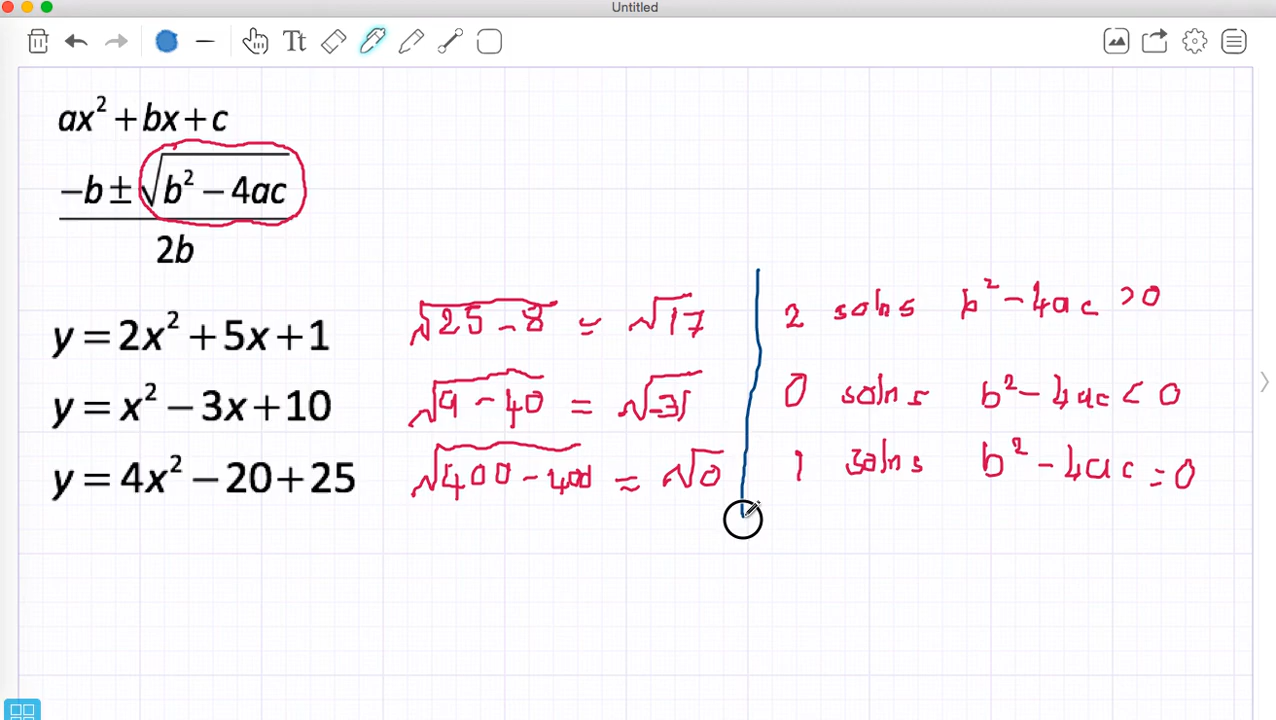 Untitled
Tt
ax² + bx + c
−b ± √b² − 4ac
2b
y = 2x² + 5x + 1 √25 − 8 = √17 2 solns b² − 4ac > 0
y = x² − 3x + 10 √9 − 40 = √-31 0 solns b² − 4ac < 0
y = 4x² − 20 + 25 √400 − 400 = √0 1 solns b² − 4ac = 0